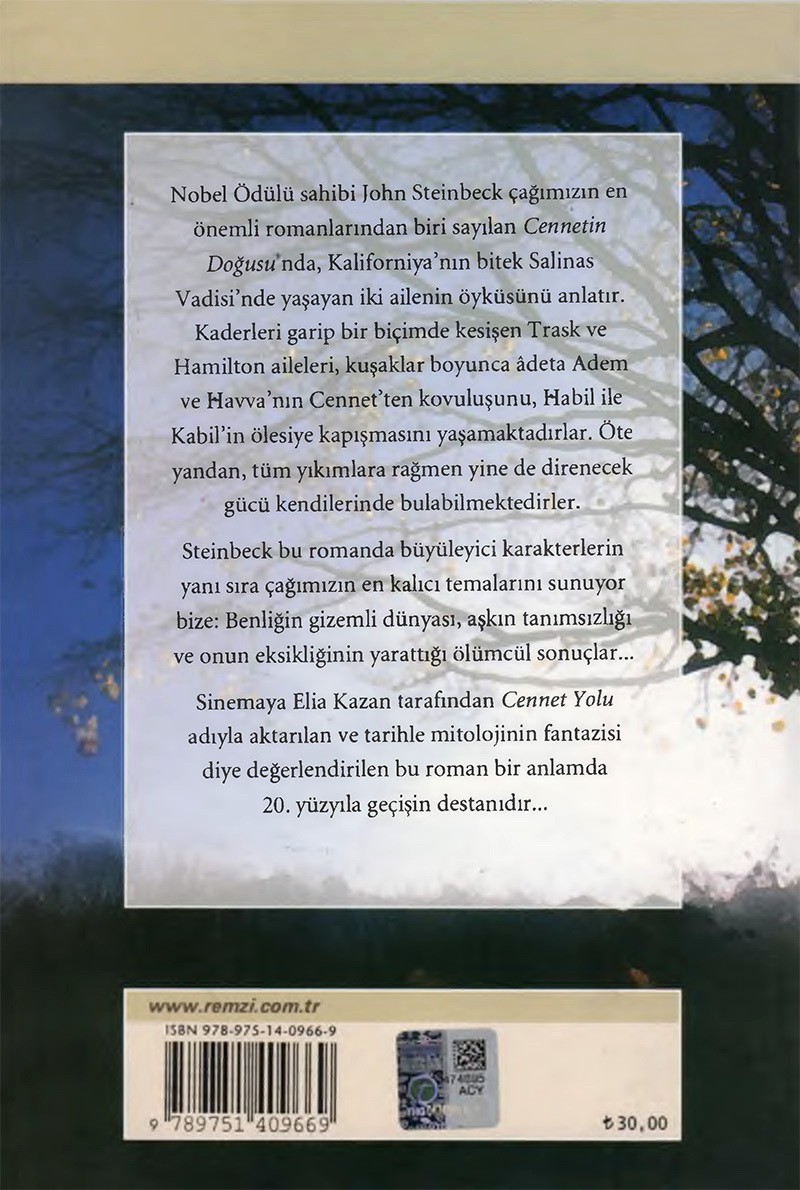 Nobel Ödülü sahibi John Steinbeck çağımızın en
önemli romanlarından biri sayılan Cennetin
Doğusu'nda, Kaliforniya'nın bitek Salinas
Vadisi'nde yaşayan iki ailenin öyküsünü anlatır.
Kaderleri garip bir biçimde kesişen Trask ve
Hamilton aileleri, kuşaklar boyunca âdeta Adem
ve Havva'nın Cennet'ten kovuluşunu, Habil ile
Kabil'in ölesiye kapışmasını yaşamaktadırlar. Öte
yandan, tüm yıkımlara rağmen yine de direnecek
gücü kendilerinde bulabilmektedirler.
Steinbeck bu romanda büyüleyici karakterlerin
yanı sıra çağımızın en kalıcı temalarını sunuyor
bize: Benliğin gizemli dünyası, aşkın tanımsızlığı
ve onun eksikliğinin yarattığı ölümcül sonuçlar...
Sinemaya Elia Kazan tarafından Cennet Yolu
adıyla aktarılan ve tarihle mitolojinin fantazisi
diye değerlendirilen bu roman bir anlamda
20. yüzyıla geçişin destanıdır...
www.remzi.com.tr
ISBN 978-975-14-0966-9
9 789751 409669
ACY
₺30,00